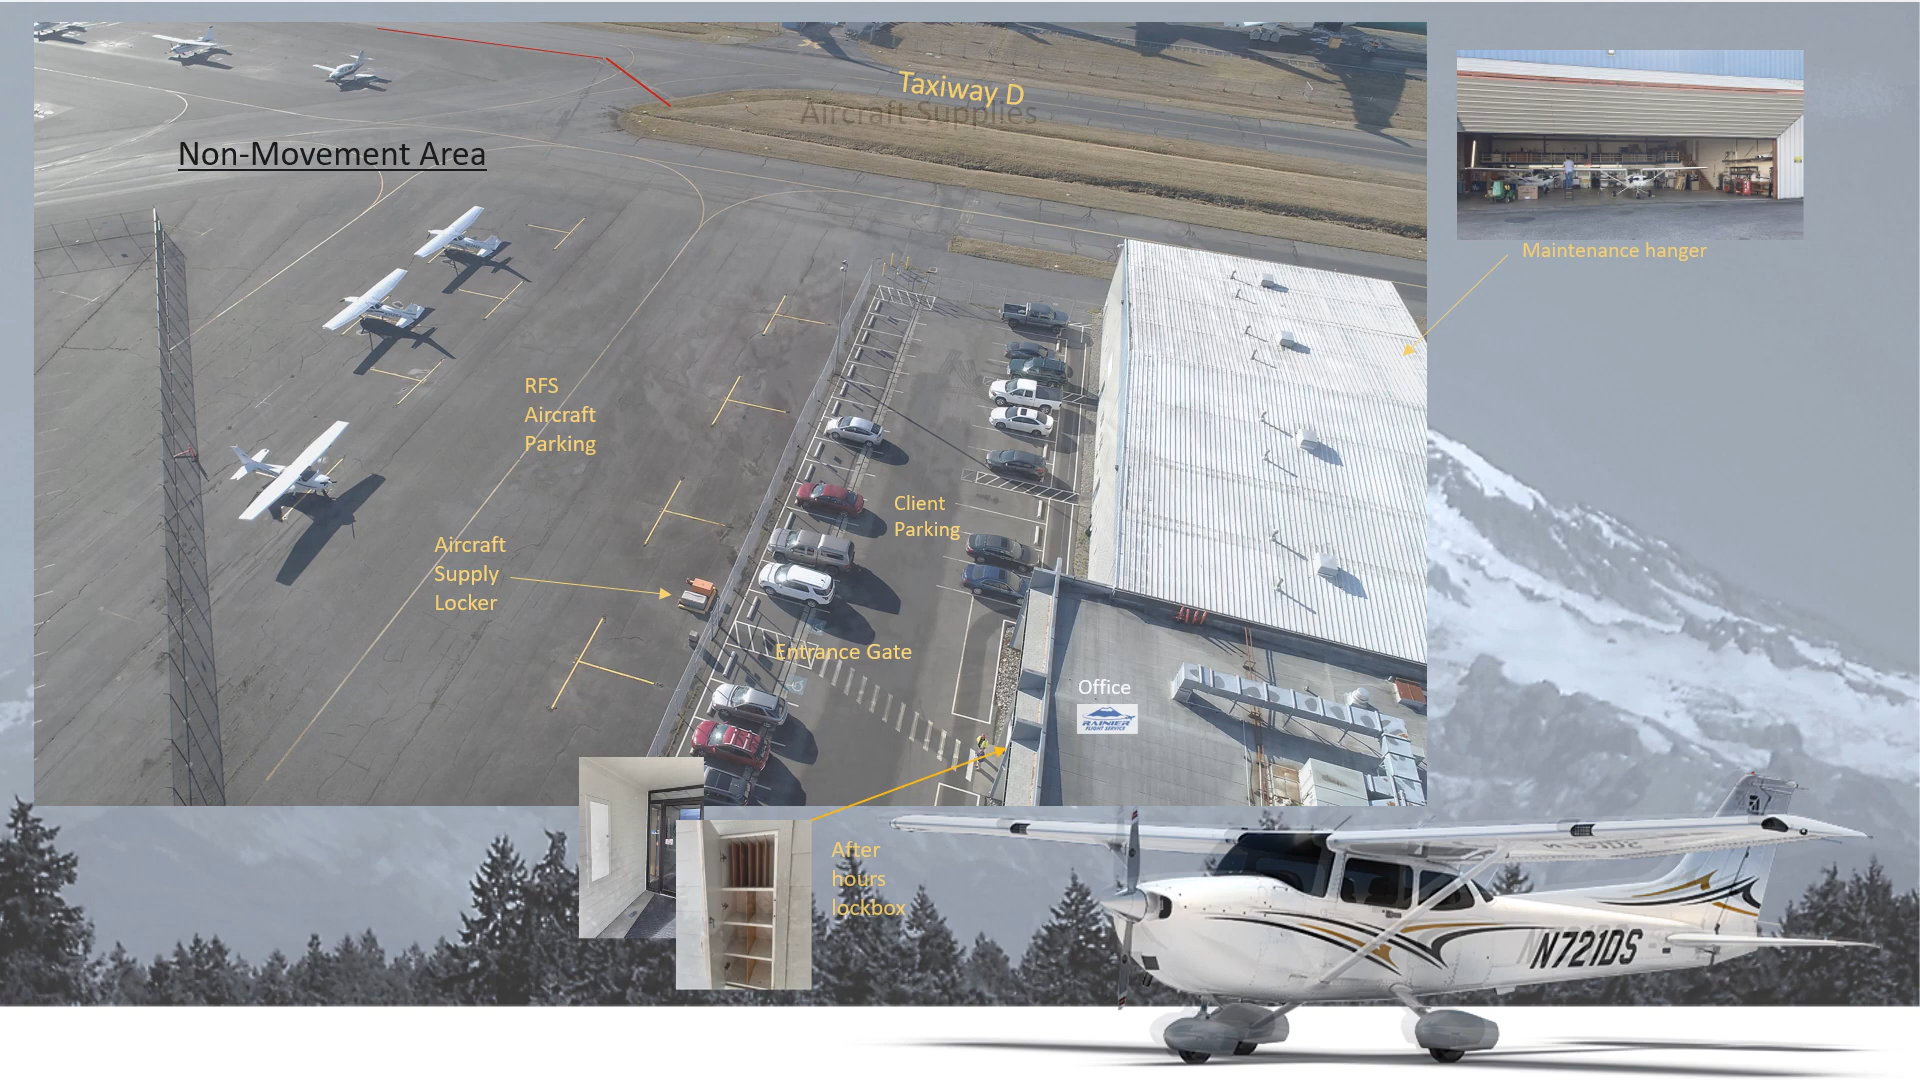 Taxiway D
Aircraft Supplies
Non-Movement Area
Maintenance hanger
RFS
Aircraft
Parking
Client
Parking
Aircraft
Supply
Locker
Entrance Gate
Office
RAINIER
FLIGHT SERVICE
After
hours
lockbox
N721DS